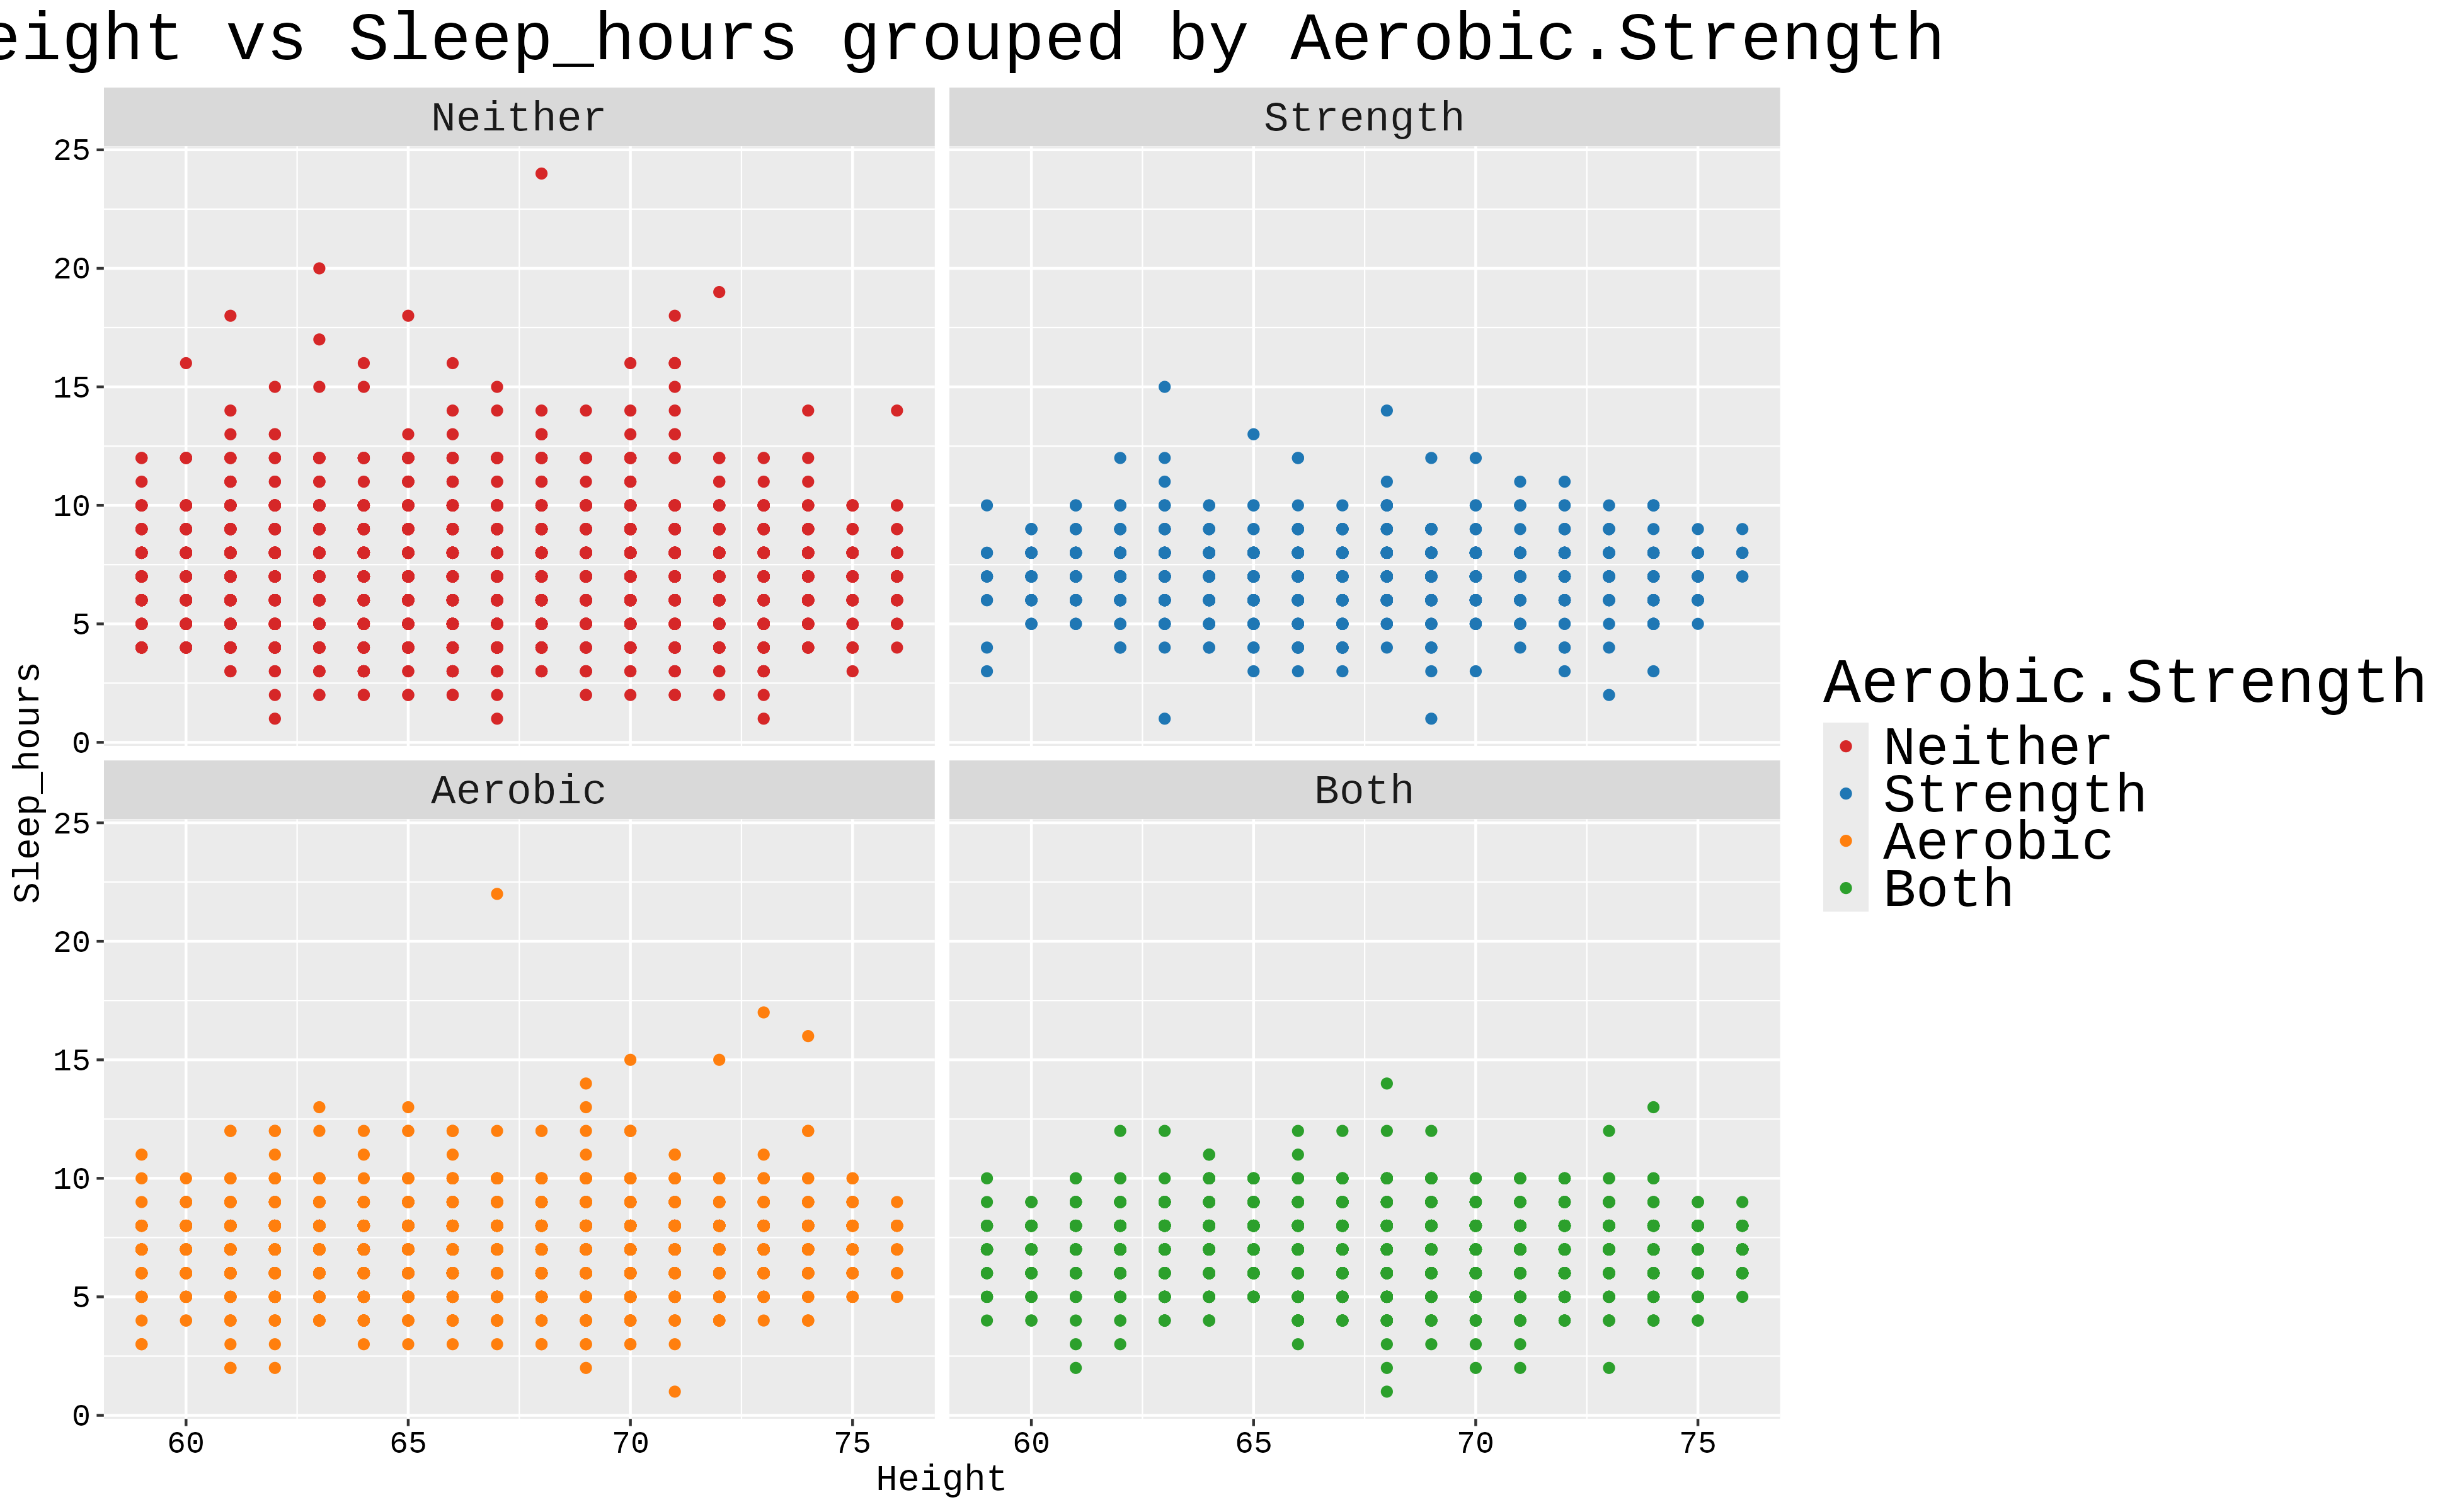 eight vs Sleep_hours grouped by Aerobic.Strength
Neither
Strength
25
20
15
10
5
0
Aerobic
Both
25
20
15
10
5
0
60
65
70
75
60
65
70
75
Height
Sleep_hours
Aerobic.Strength
Neither
Strength
Aerobic
Both